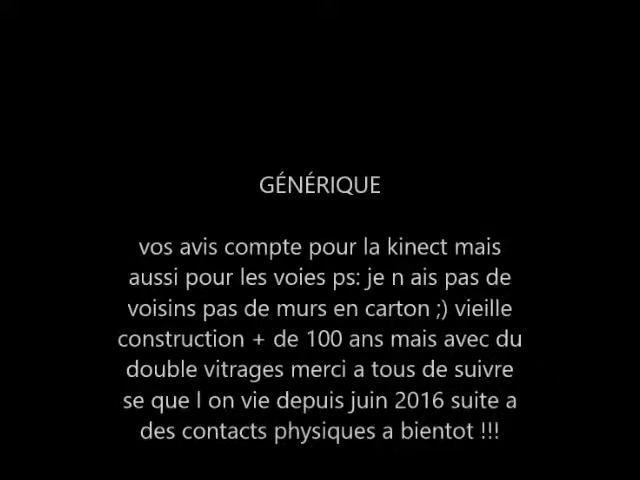 GÉNÉRIQUE
vos avis compte pour la kinect mais
aussi pour les voies ps: je n ais pas de
voisins pas de murs en carton ;) vieille
construction + de 100 ans mais avec du
double vitrages merci a tous de suivre
se que l on vie depuis juin 2016 suite a
des contacts physiques a bientot !!!